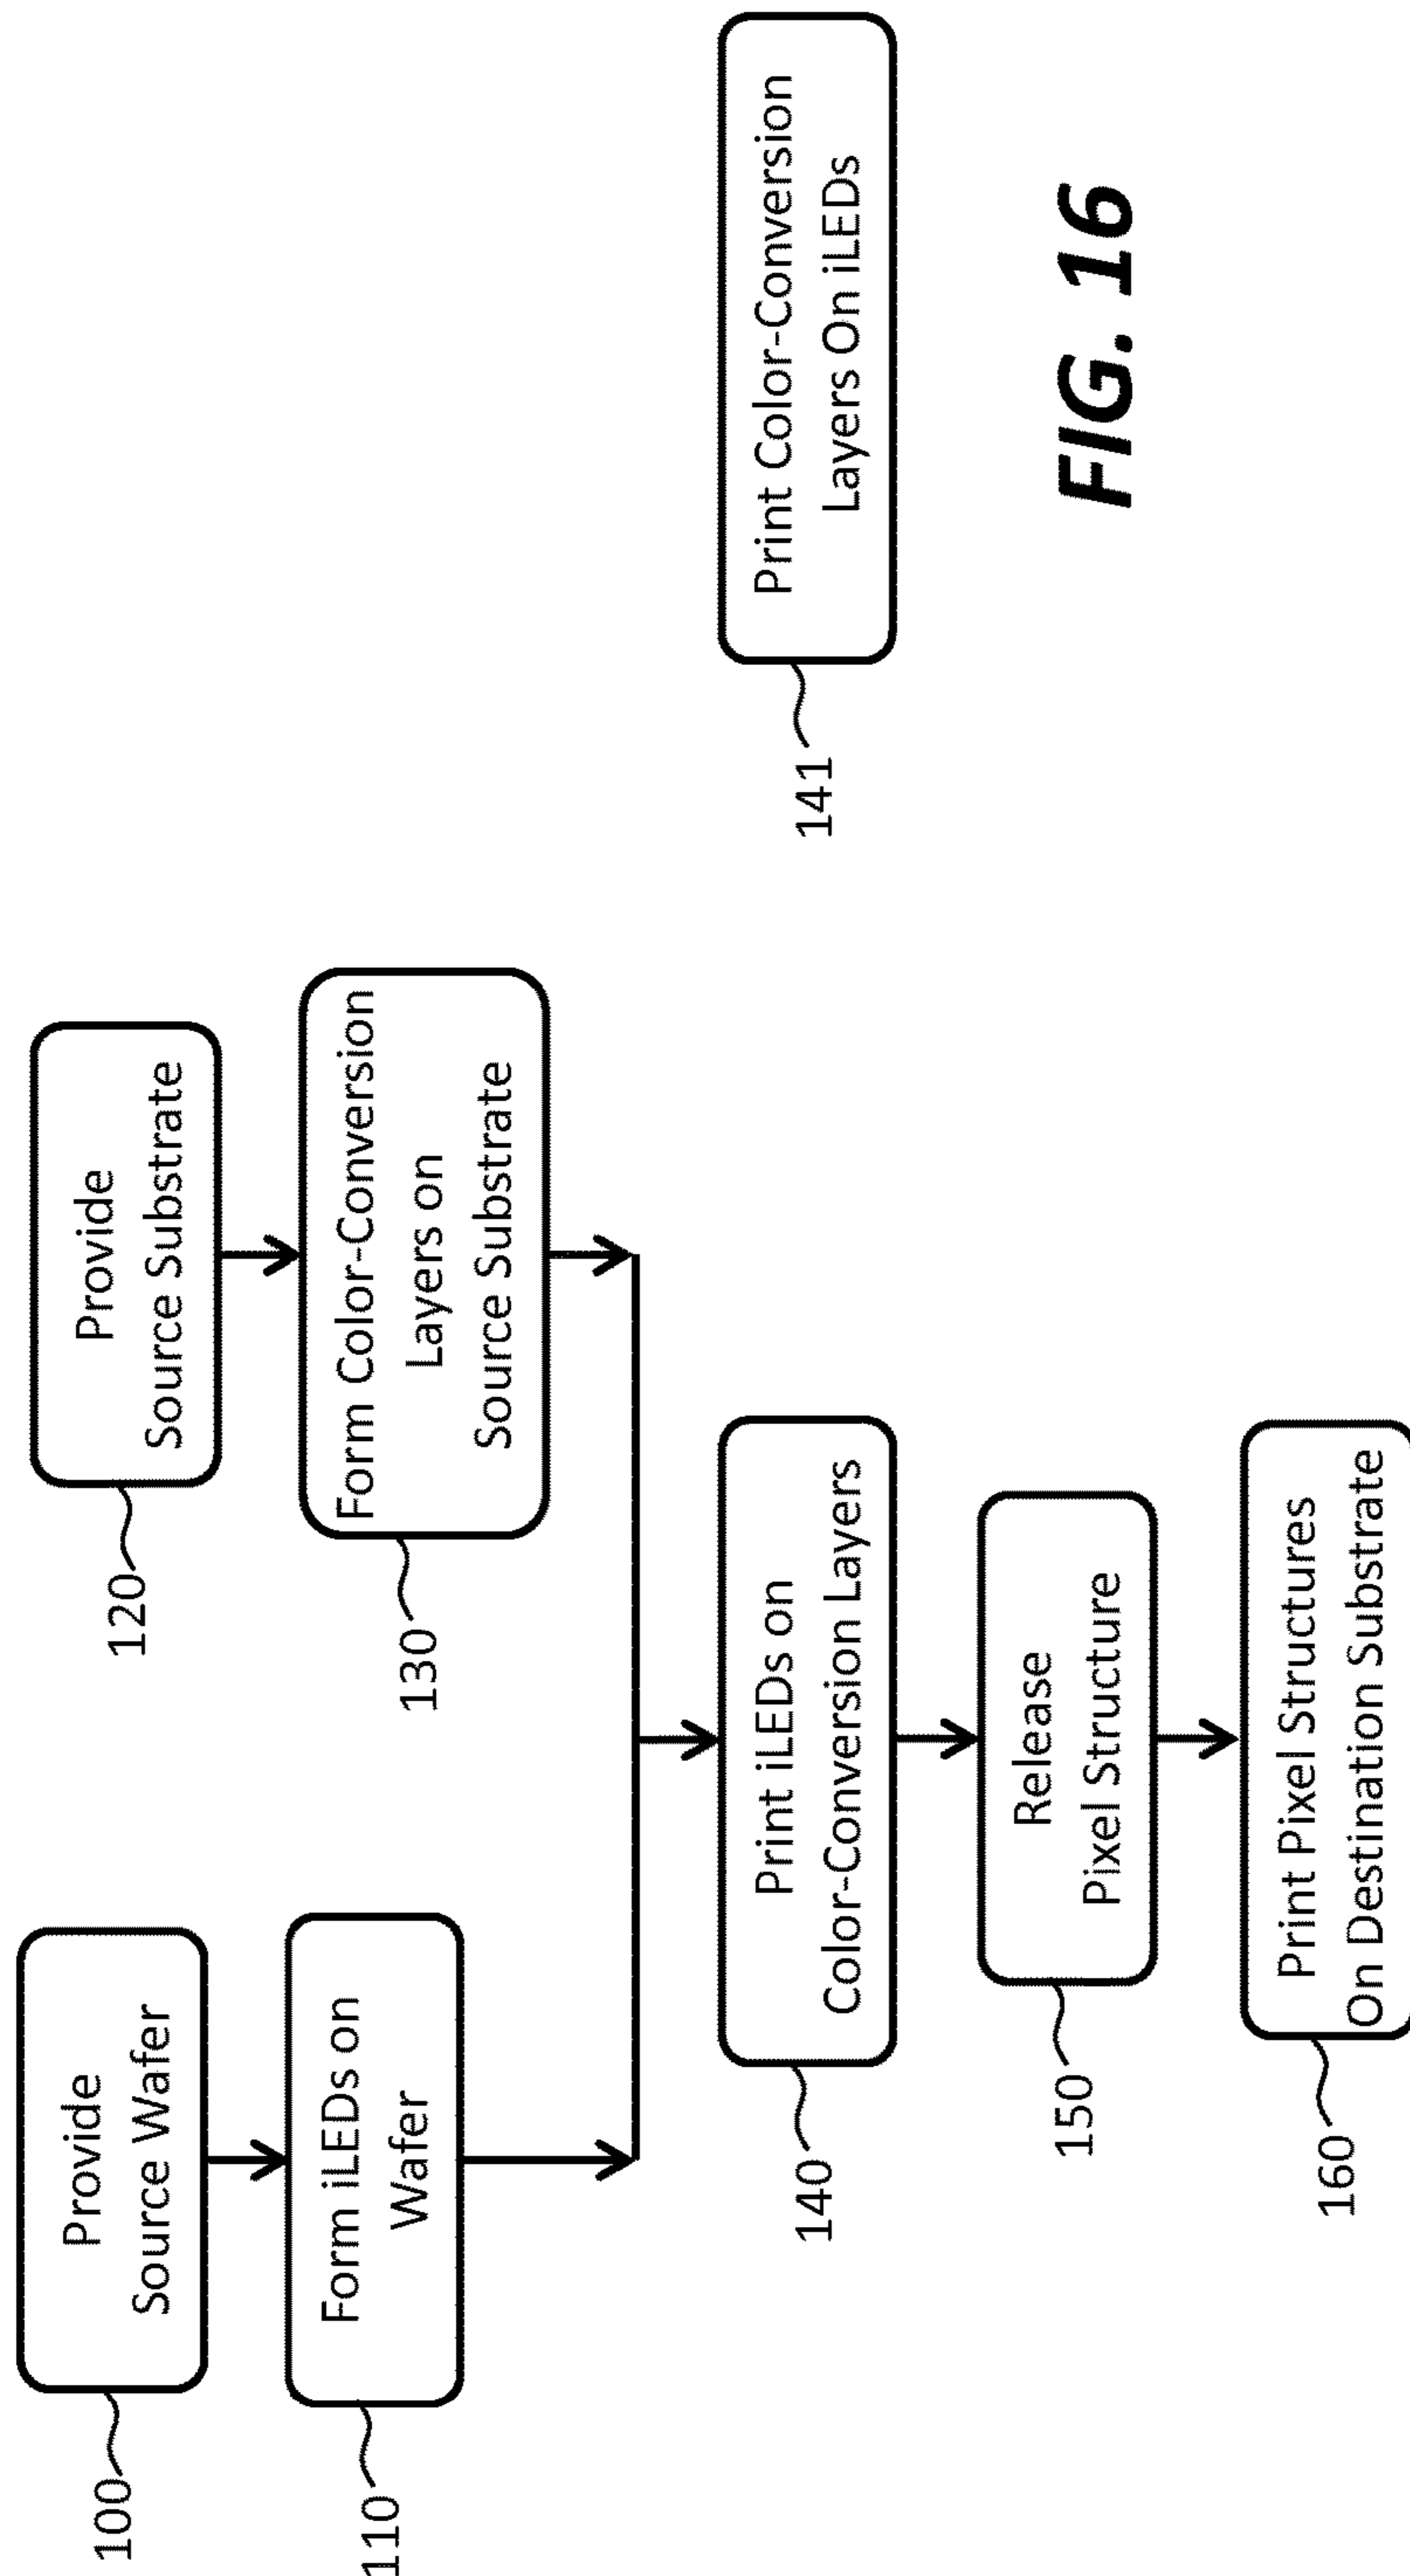 100
Provide
Source Wafer
110
Form iLEDs on
Wafer
120
Provide
Source Substrate
130
Form Color-Conversion
Layers on
Source Substrate
140
Print iLEDs on
Color-Conversion Layers
141
Print Color-Conversion
Layers On iLEDs
150
Release
Pixel Structure
160
Print Pixel Structures
On Destination Substrate
FIG. 16